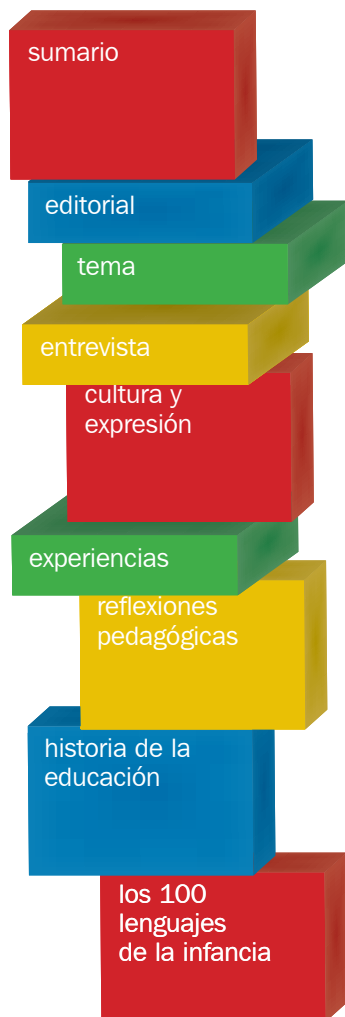 sumario
editorial
tema
entrevista
cultura y
expresión
experiencias
reflexiones
pedagógicas
historia de la
educación
los 100
lenguajes
de la infancia